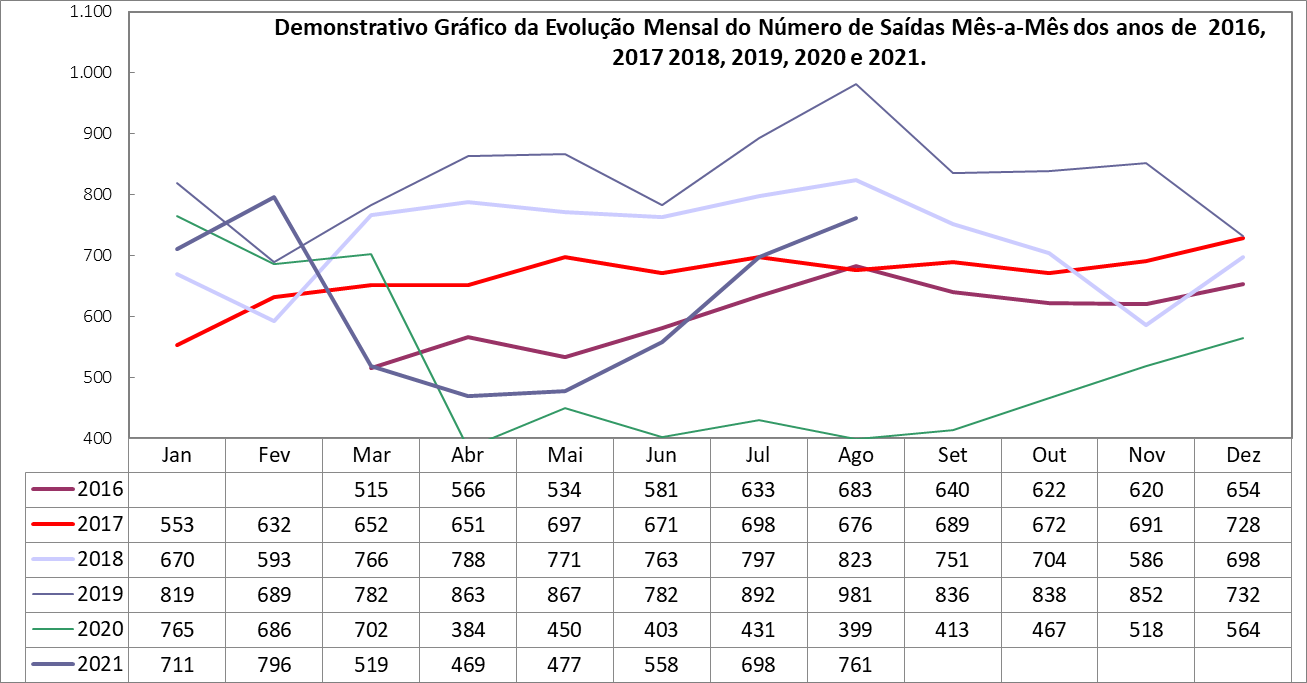 Demonstrativo Gráfico da Evolução Mensal do Número de Saídas Mês-a-Mês dos anos de 2016,
2017 2018, 2019, 2020 e 2021.
1.100
1.000
900
800
700
600
500
400
Jan Fev Mar Abr Mai Jun Jul Ago Set Out Nov Dez
2016 515 566 534 581 633 683 640 622 620 654
2017 553 632 652 651 697 671 698 676 689 672 691 728
2018 670 593 766 788 771 763 797 823 751 704 586 698
2019 819 689 782 863 867 782 892 981 836 838 852 732
2020 765 686 702 384 450 403 431 399 413 467 518 564
2021 711 796 519 469 477 558 698 761